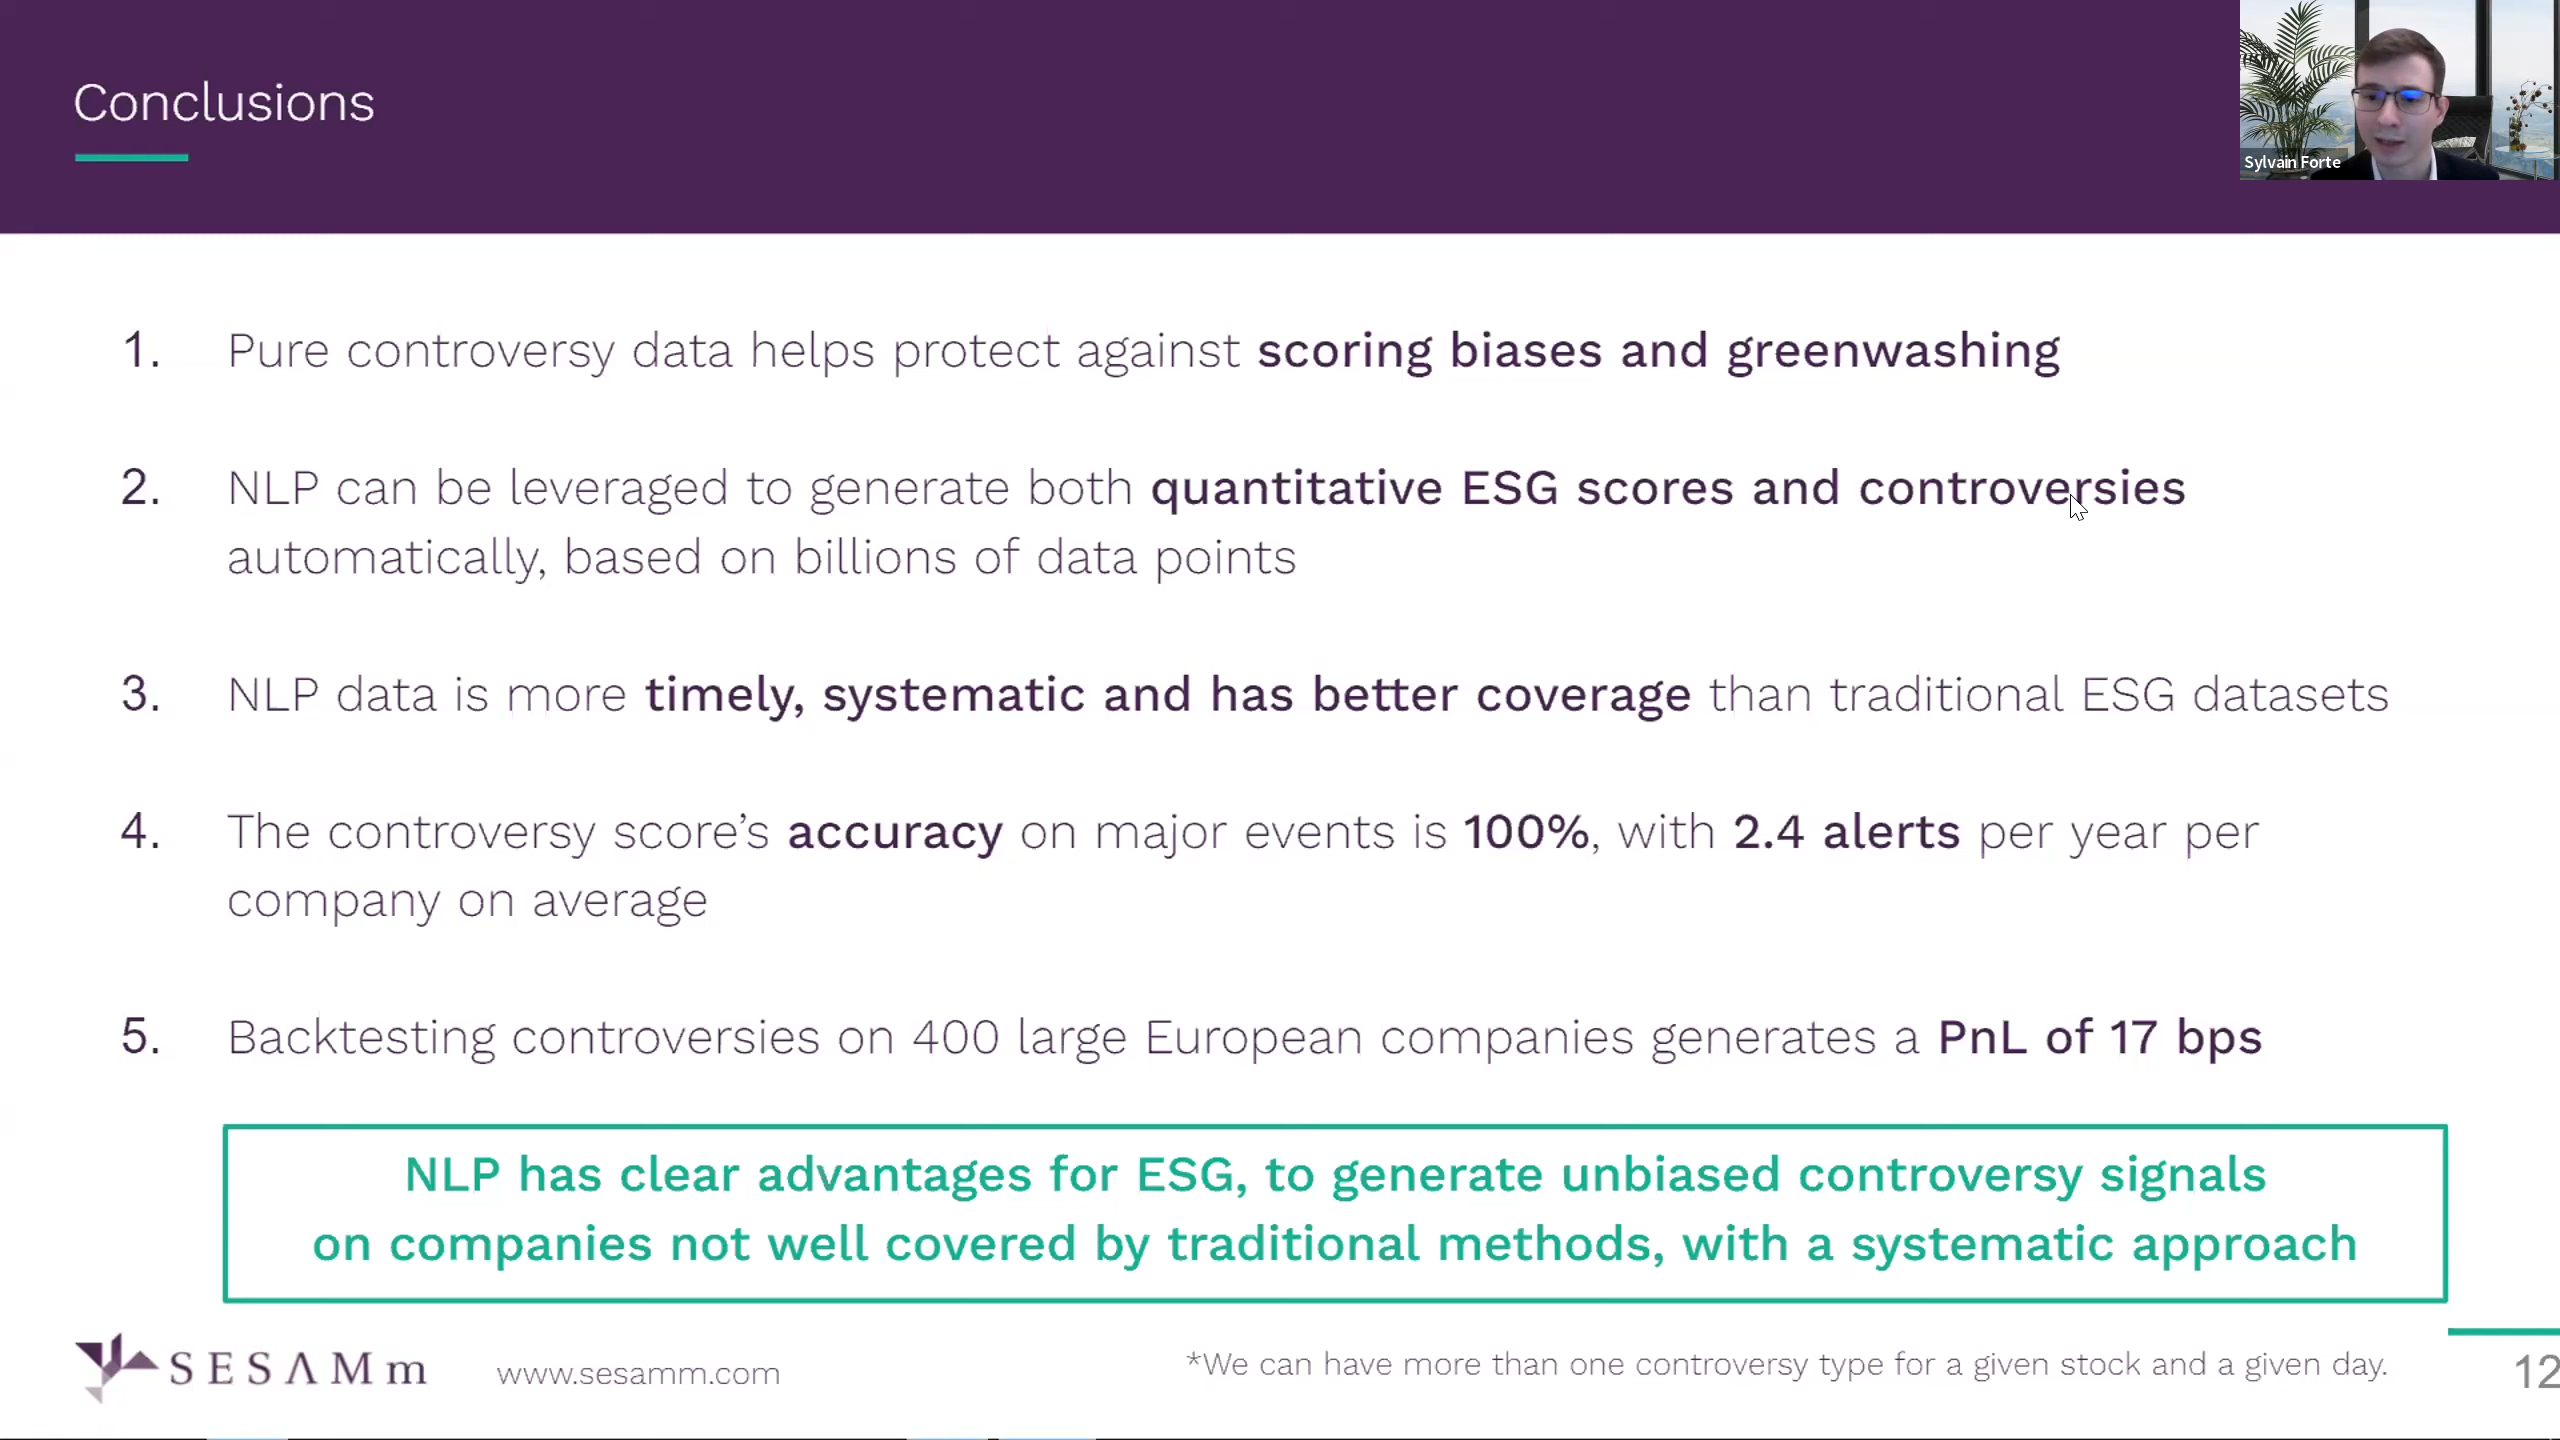 Conclusions
Sylvain Forte
1. Pure controversy data helps protect against scoring biases and greenwashing
2. NLP can be leveraged to generate both quantitative ESG scores and controversies
automatically, based on billions of data points
3. NLP data is more timely, systematic and has better coverage than traditional ESG datasets
4. The controversy score’s accuracy on major events is 100%, with 2.4 alerts per year per
company on average
5. Backtesting controversies on 400 large European companies generates a PnL of 17 bps
NLP has clear advantages for ESG, to generate unbiased controversy signals
on companies not well covered by traditional methods, with a systematic approach
SESAMm
www.sesamm.com
*We can have more than one controversy type for a given stock and a given day.
12